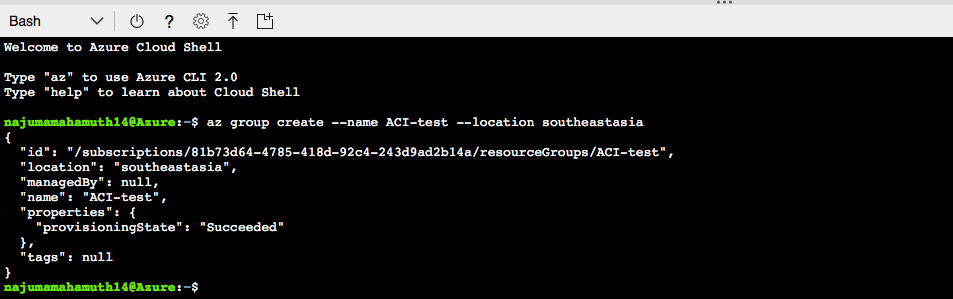 Bash
?
Welcome to Azure Cloud Shell
Type "az" to use Azure CLI 2.0
Type "help" to learn about Cloud Shell
najumamahamuth14@Azure:~$ az group create --name ACI-test --location southeastasia
{
  "id": "/subscriptions/81b73d64-4785-418d-92c4-243d9ad2b14a/resourceGroups/ACI-test",
  "location": "southeastasia",
  "managedBy": null,
  "name": "ACI-test",
  "properties": {
    "provisioningState": "Succeeded"
  },
  "tags": null
}
najumamahamuth14@Azure:~$